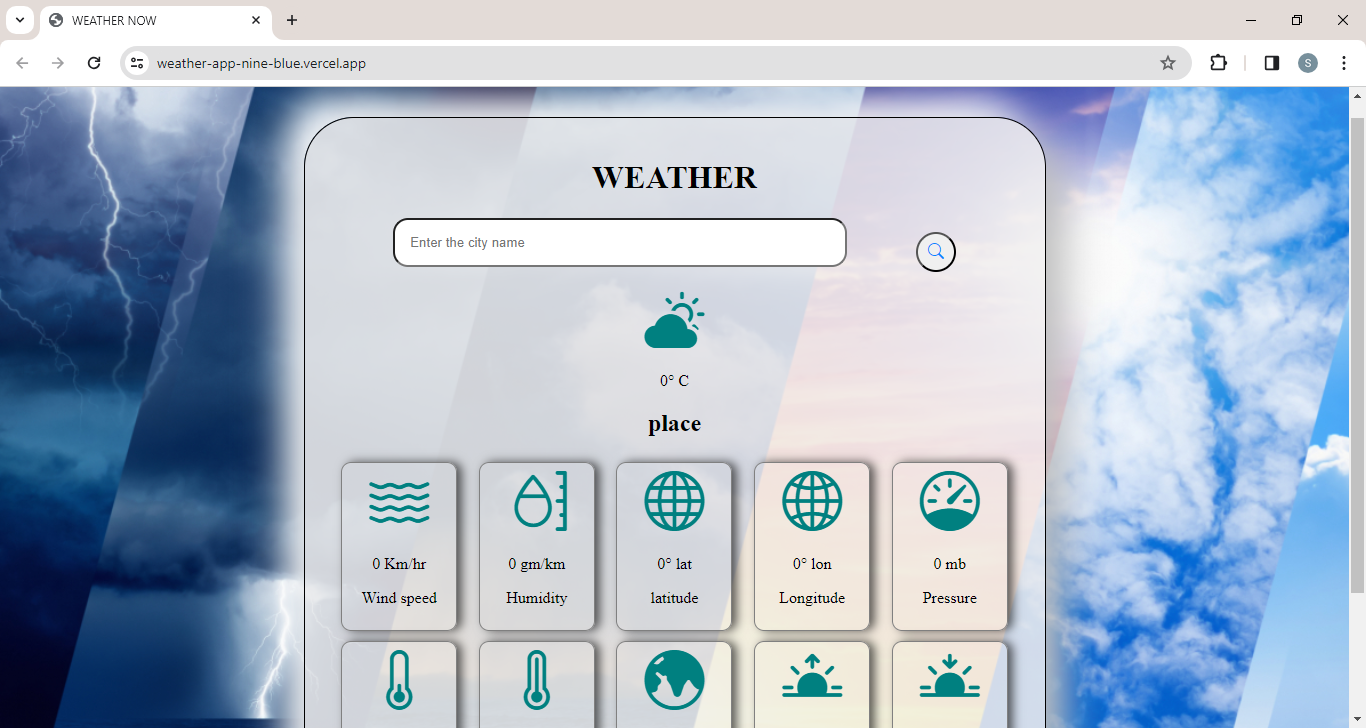 WEATHER NOW
weather-app-nine-blue.vercel.app
S
WEATHER
Enter the city name
0° C
place
0 Km/hr
Wind speed
0 gm/km
Humidity
0° lat
latitude
0° lon
Longitude
0 mb
Pressure